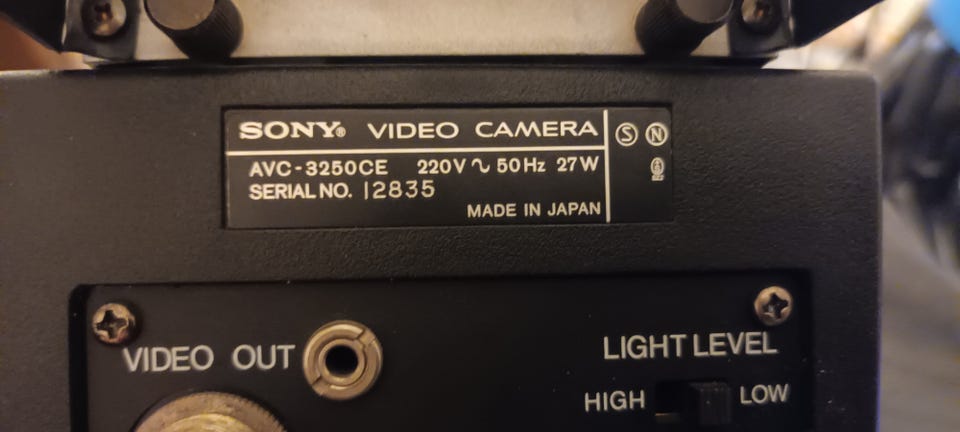 SONY® VIDEO CAMERA
AVC-3250CE 220V ∿ 50Hz 27W
SERIAL NO. 12835
MADE IN JAPAN
S N
VIDEO OUT
LIGHT LEVEL
HIGH LOW